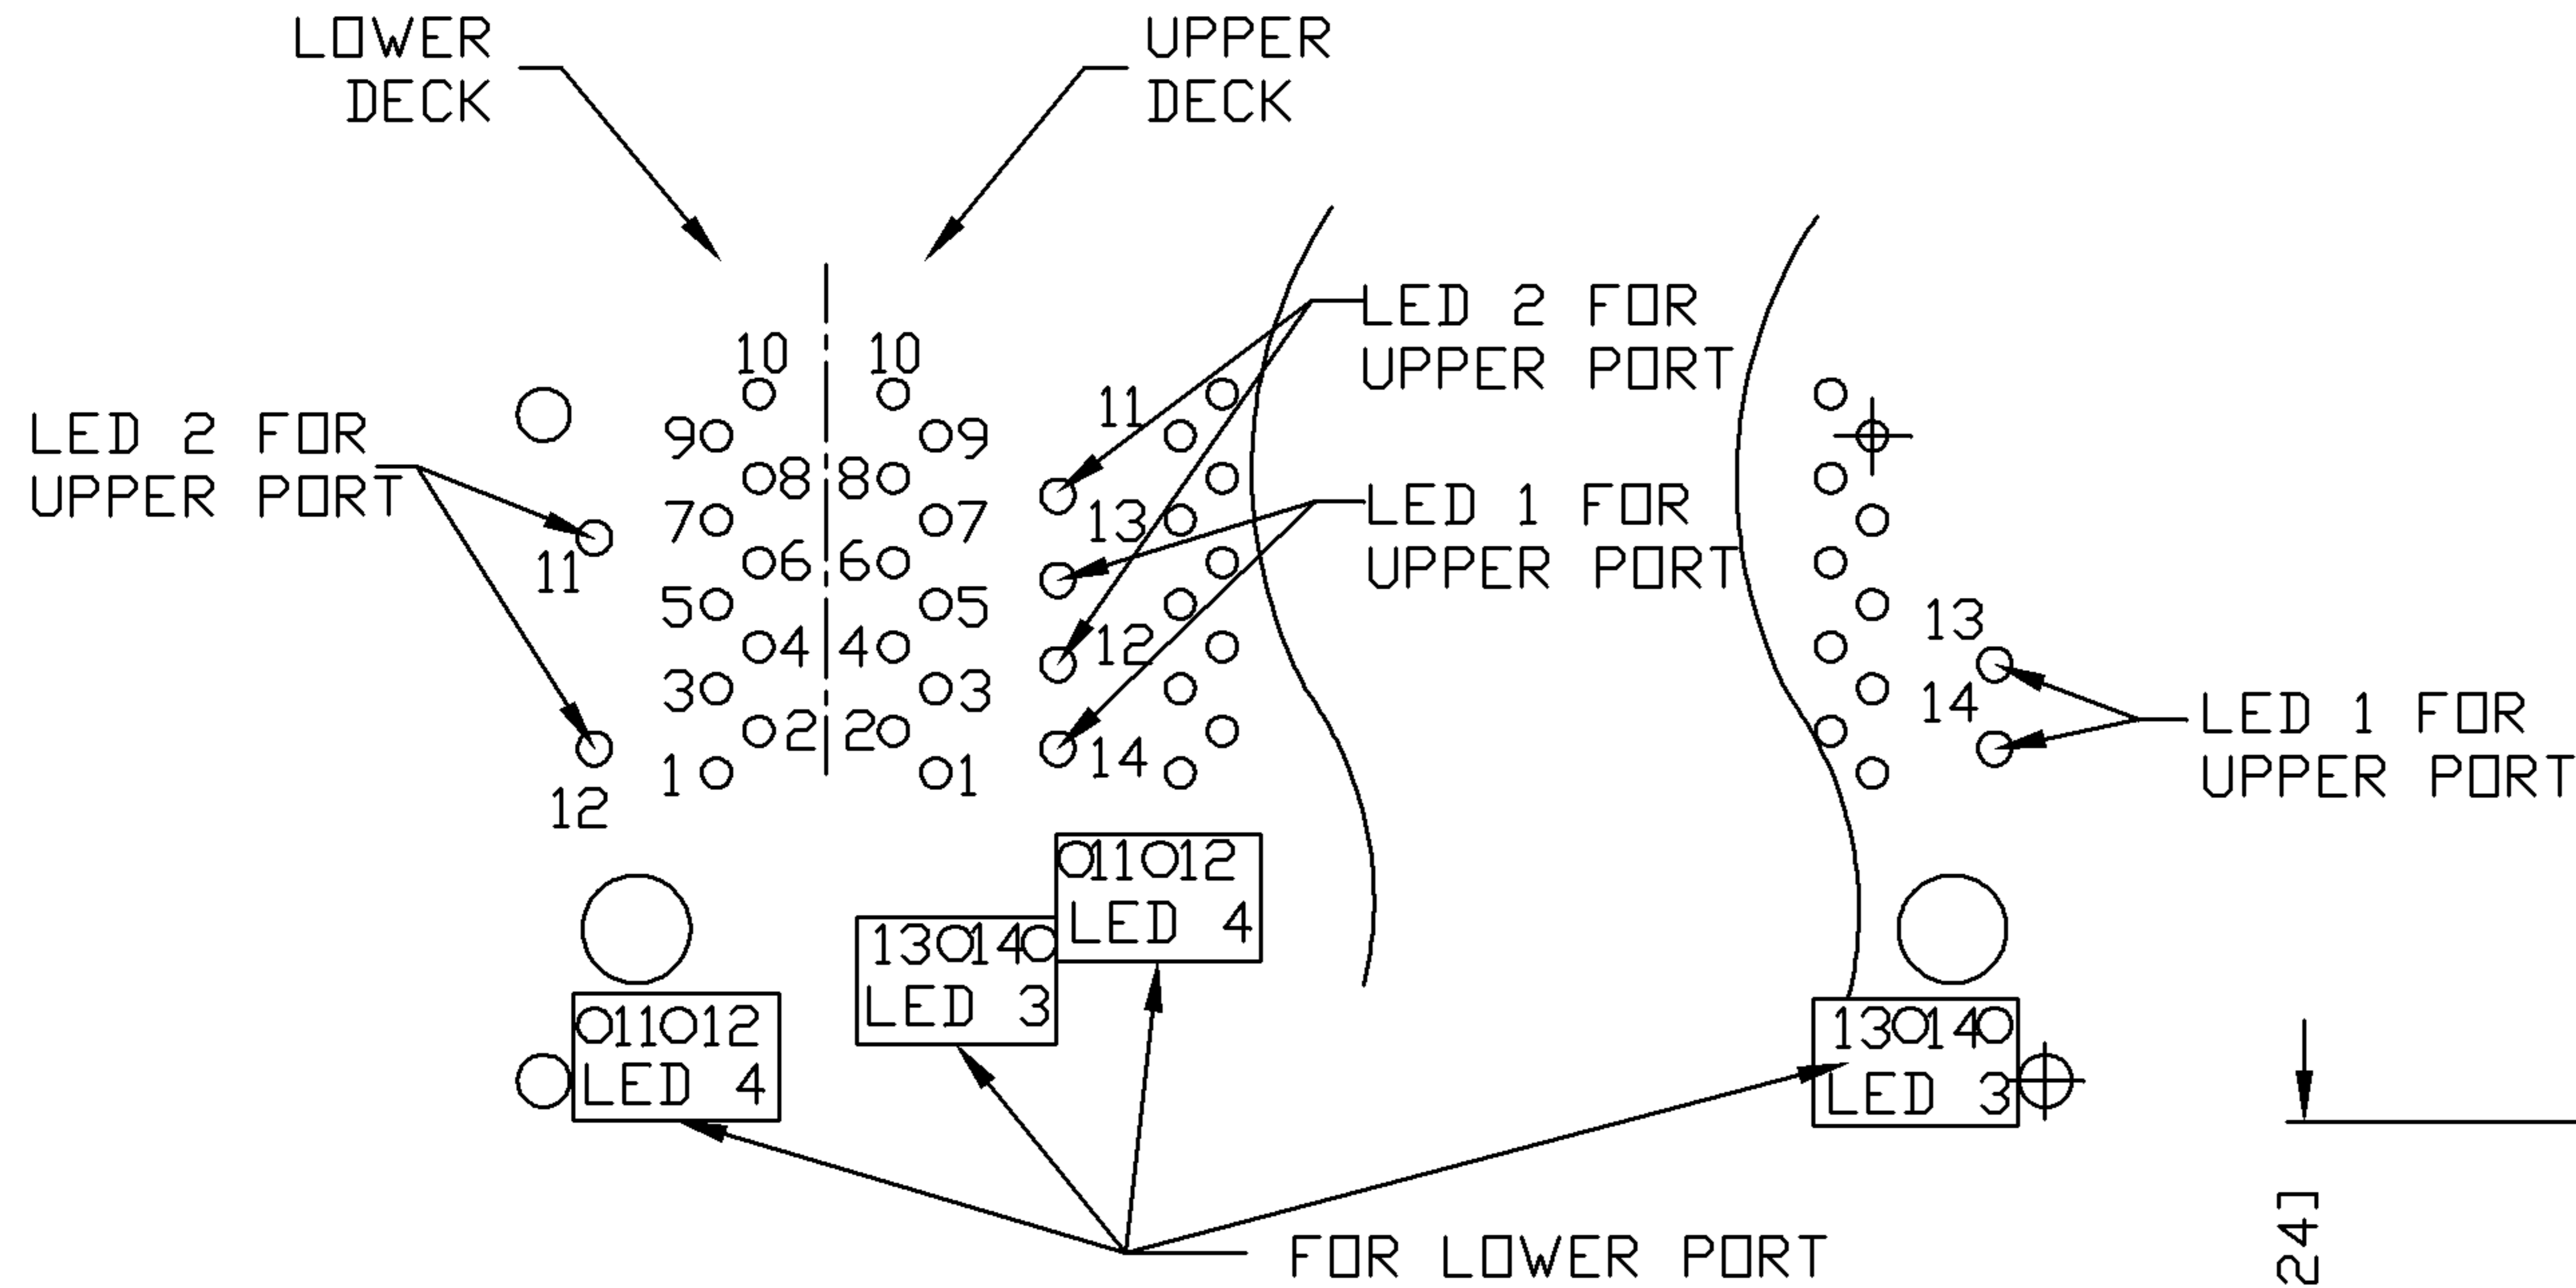 LOWER
DECK
UPPER
DECK
LED 2 FOR
UPPER PORT
10 10
11
LED 2 FOR
UPPER PORT
9 9
8 8
7 7
13
LED 1 FOR
UPPER PORT
11
6 6
5 5
13
4 4
12
3 3
14
LED 1 FOR
UPPER PORT
2 2
14
1 1
12
11 12
LED 4
13 14
LED 3
11 12
LED 4
13 14
LED 3
24]
FOR LOWER PORT